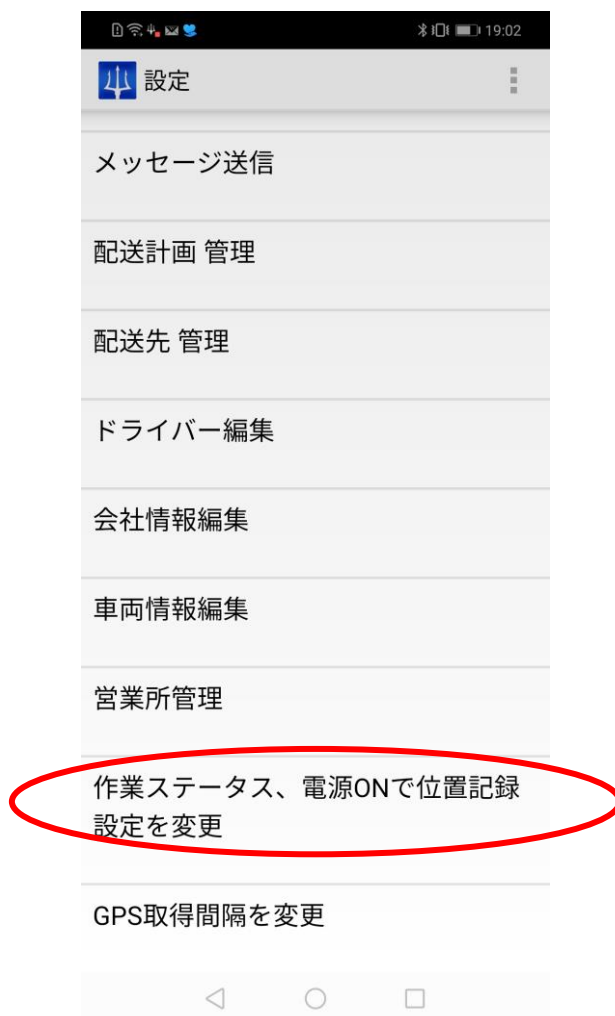 19:02
設定
メッセージ送信
配送計画 管理
配送先 管理
ドライバー編集
会社情報編集
車両情報編集
営業所管理
作業ステータス、電源ONで位置記録
設定を変更
GPS取得間隔を変更